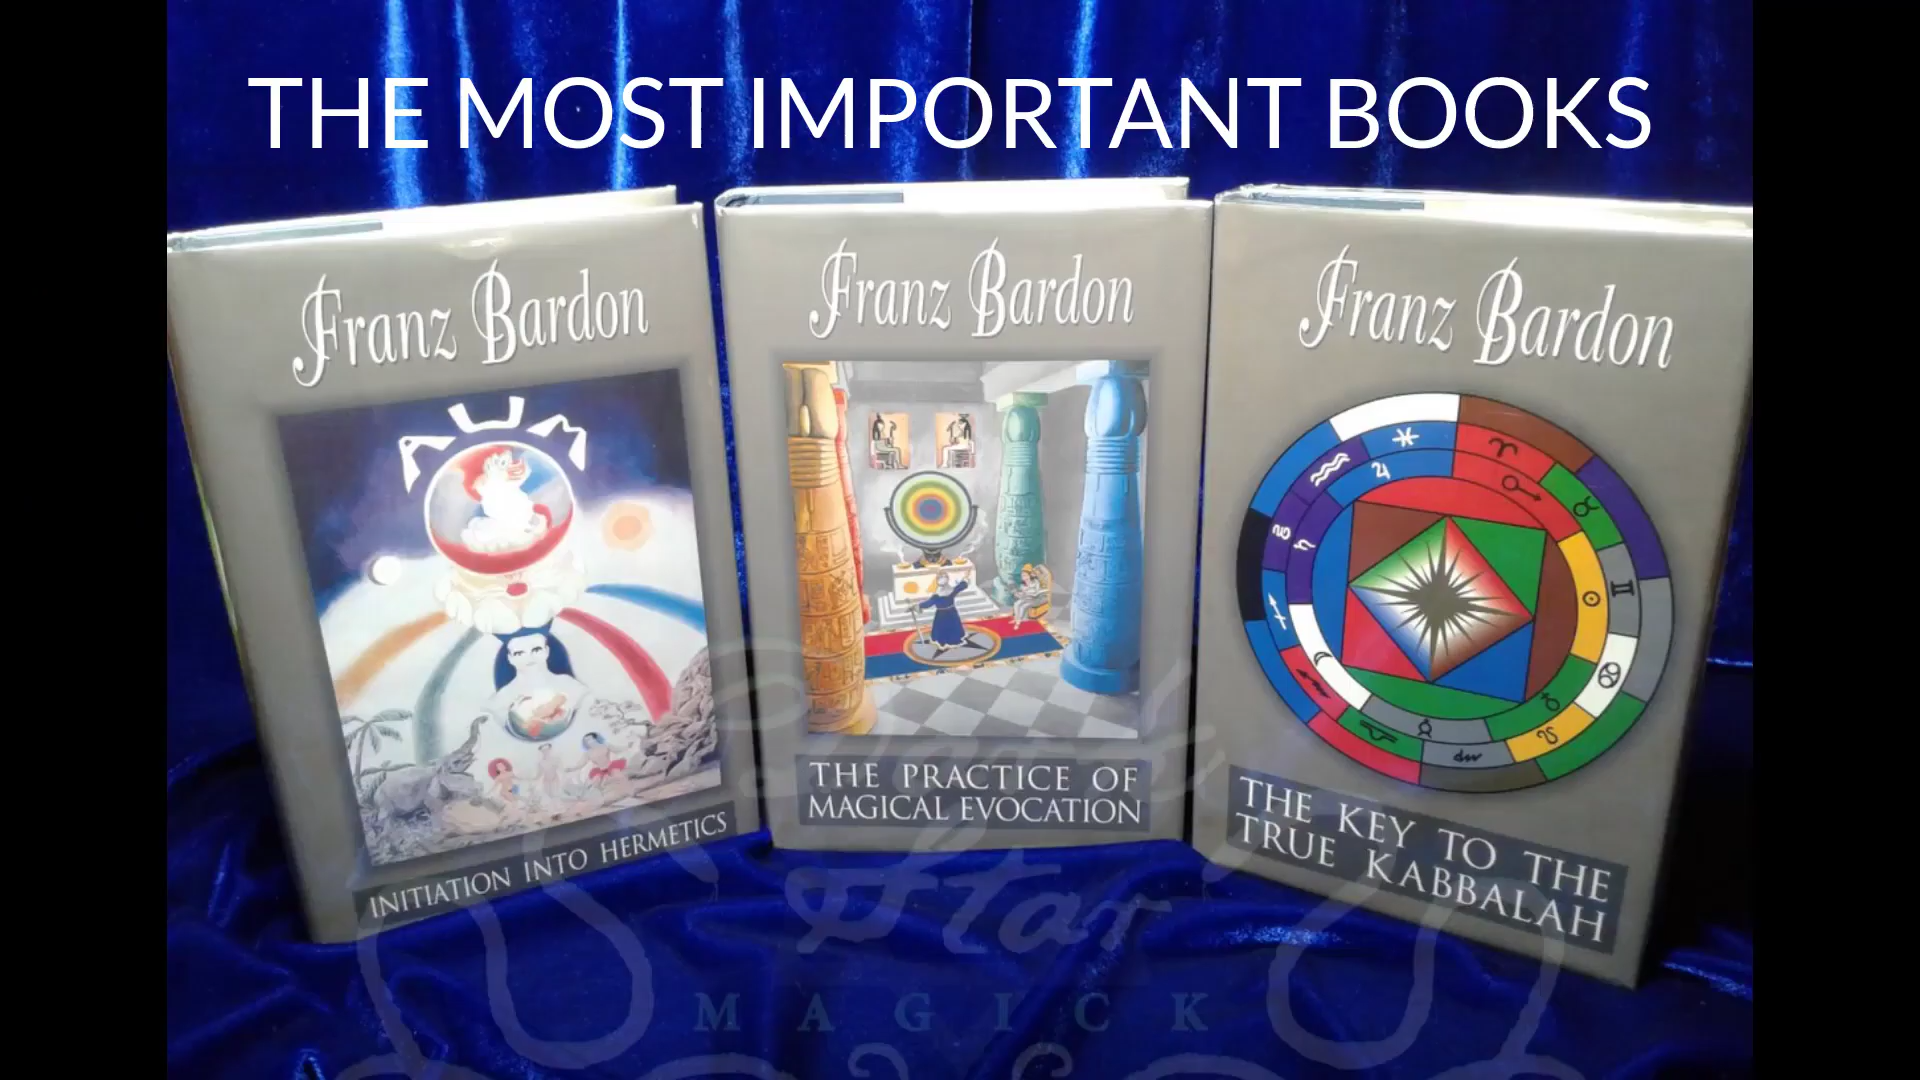 THE MOST IMPORTANT BOOKS
Franz Bardon
AUM
INITIATION INTO HERMETICS
Franz Bardon
THE PRACTICE OF
MAGICAL EVOCATION
Franz Bardon
THE KEY TO THE
TRUE KABBALAH
Star
MAGICK